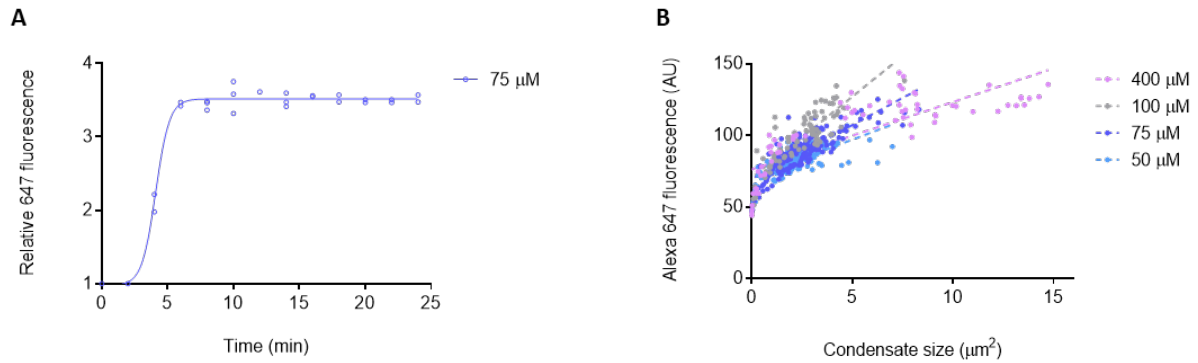 A
Relative 647 fluorescence
4
3
2
1
0
5
10
15
20
25
Time (min)
75 μM
B
Alexa 647 fluorescence (AU)
150
100
50
0
0
5
10
15
Condensate size (μm²)
400 μM
100 μM
75 μM
50 μM